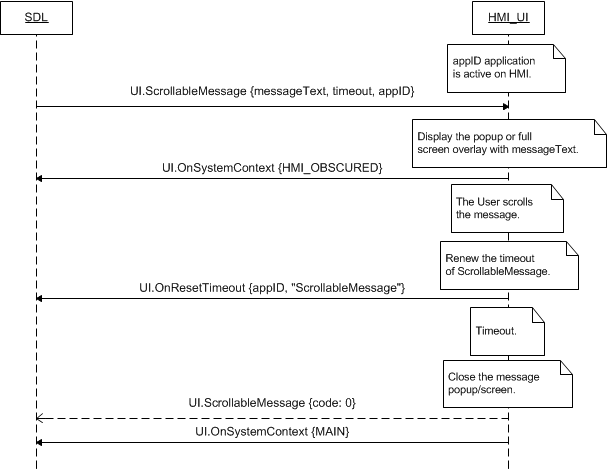 SDL
HMI_UI
appID application
is active on HMI.
UI.ScrollableMessage {messageText, timeout, appID}
Display the popup or full
screen overlay with messageText.
UI.OnSystemContext {HMI_OBSCURED}
The User scrolls
the message.
Renew the timeout
of ScrollableMessage.
UI.OnResetTimeout {appID, "ScrollableMessage"}
Timeout.
Close the message
popup/screen.
UI.ScrollableMessage {code: 0}
UI.OnSystemContext {MAIN}